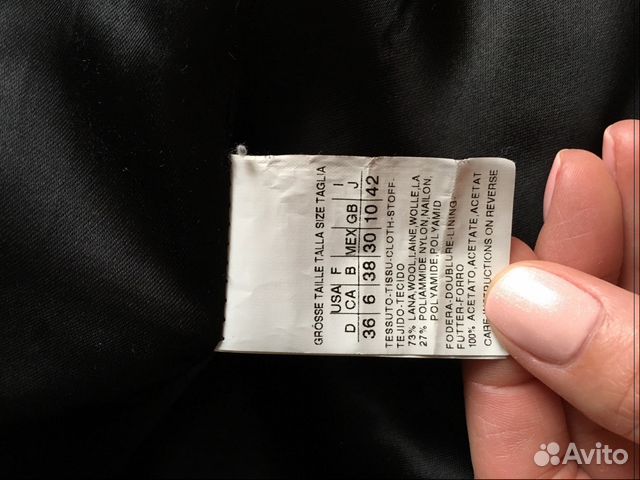 GRÖSSE TAILLE TALLA SIZE TAGLIA
USA F I
D CA B MEX GB J
36 6 38 30 10 42
TESSUTO-TISSU-CLOTH-STOFF-
TEJIDO-TECIDO
73% LANA,WOOL,LAINE,WOLLE,LA
27% POLIAMMIDE,NYLON,NAILON,
POLYAMIDE,POLYAMID
FODERA-DOUBLURE-LINING-
FUTTER-FORRO
100% ACETATO,ACETATE,ACETAT
CARE INSTRUCTIONS ON REVERSE
Avito